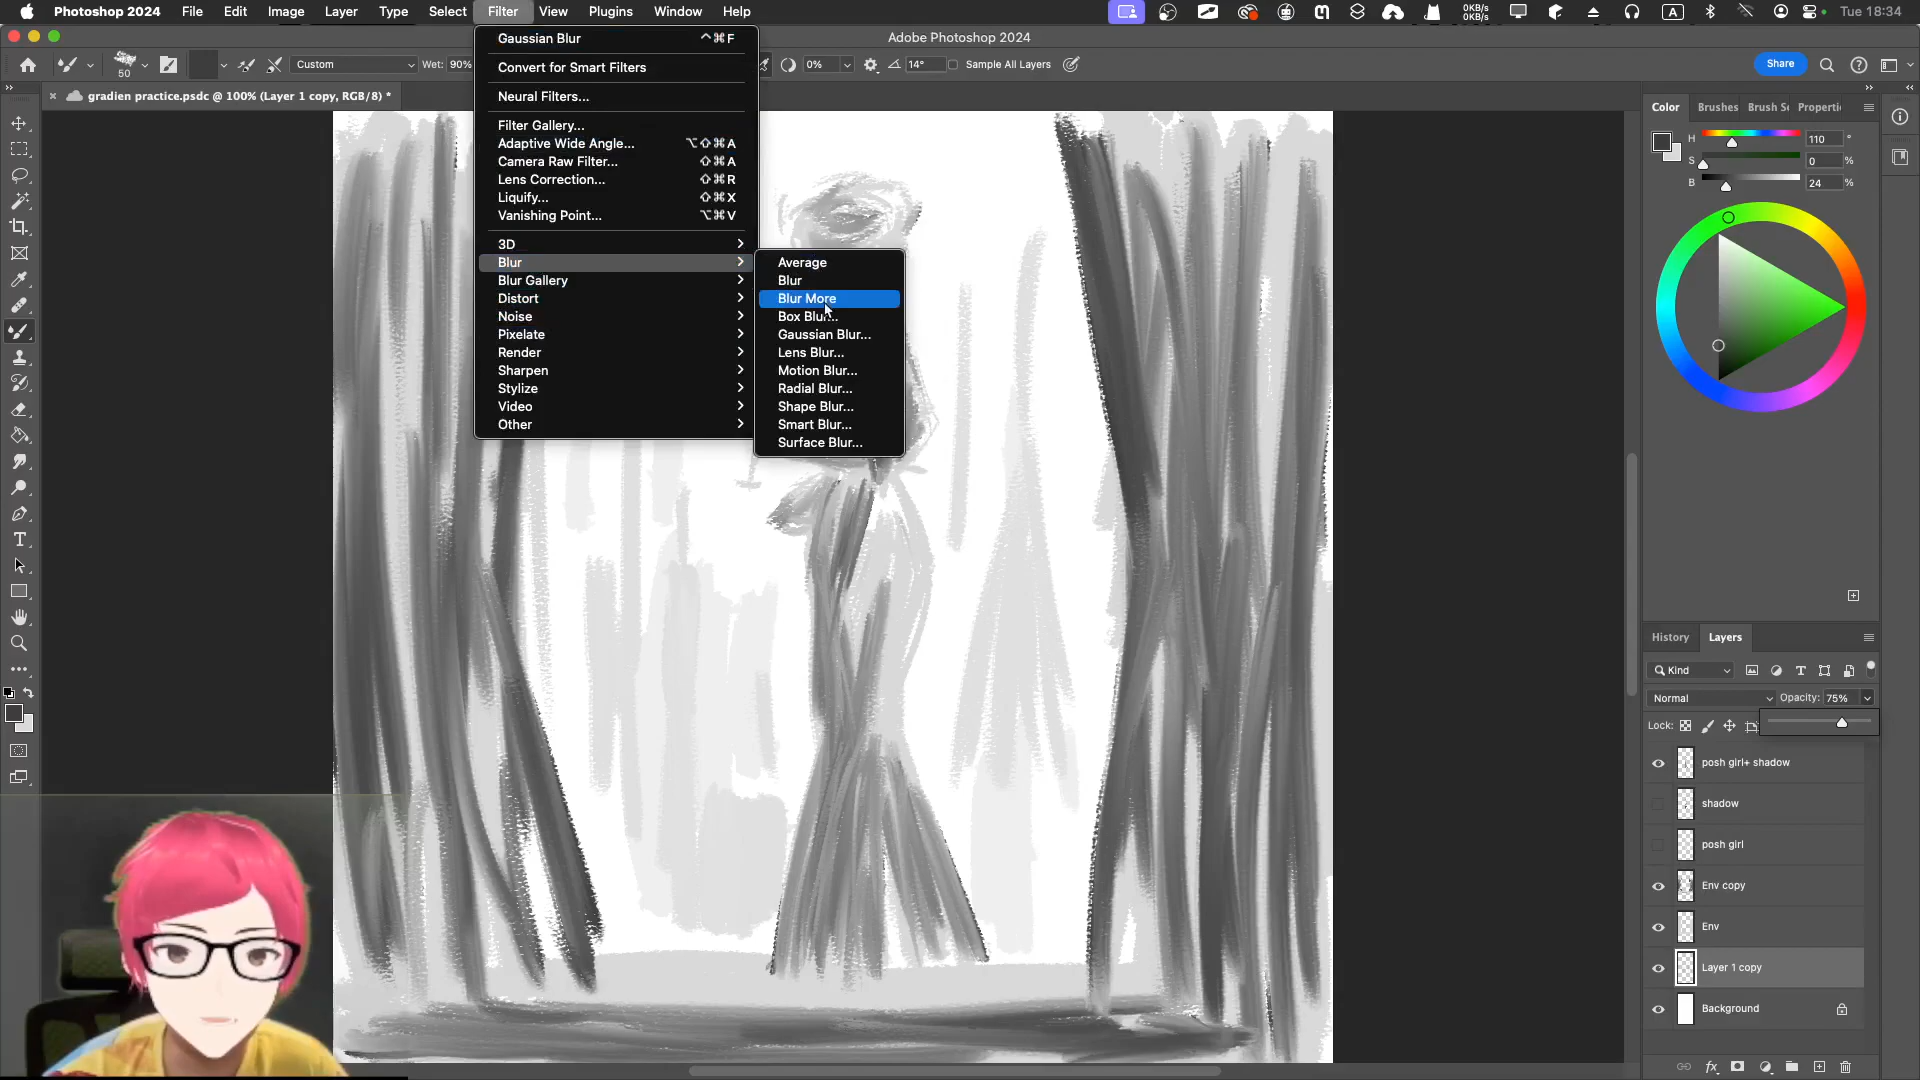 Photoshop 2024 File Edit Image Layer Type Select Filter View Plugins Window Help 0KB/s 0KB/s A Tue 18:34
Adobe Photoshop 2024
50 Custom Wet: 90% 0% 14° Sample All Layers Share
× gradien practice.psdc @ 100% (Layer 1 copy, RGB/8) *
Gaussian Blur ^⌘F
Convert for Smart Filters
Neural Filters...
Filter Gallery...
Adaptive Wide Angle... ⌥⇧⌘A
Camera Raw Filter... ⇧⌘A
Lens Correction... ⇧⌘R
Liquify... ⇧⌘X
Vanishing Point... ⌥⌘V
3D
Blur
Blur Gallery
Distort
Noise
Pixelate
Render
Sharpen
Stylize
Video
Other
Average
Blur
Blur More
Box Blur...
Gaussian Blur...
Lens Blur...
Motion Blur...
Radial Blur...
Shape Blur...
Smart Blur...
Surface Blur...
Color Brushes Brush Se Properti
H 110 °
S 0 %
B 24 %
History Layers
Kind
Normal Opacity: 75%
Lock:
posh girl+ shadow
shadow
posh girl
Env copy
Env
Layer 1 copy
Background
fx